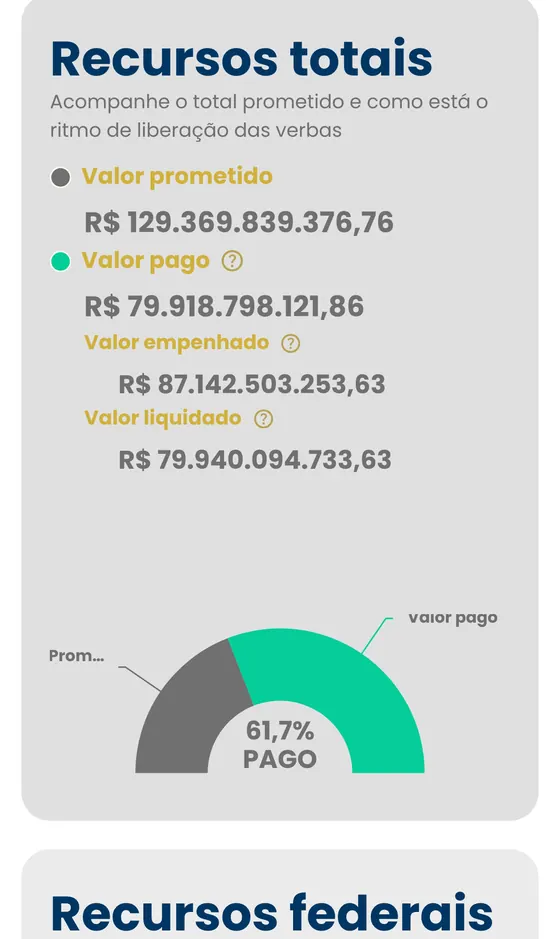 Recursos totais
Acompanhe o total prometido e como está o
ritmo de liberação das verbas
Valor prometido
R$ 129.369.839.376,76
Valor pago ?
R$ 79.918.798.121,86
Valor empenhado ?
R$ 87.142.503.253,63
Valor liquidado ?
R$ 79.940.094.733,63
Valor pago
Prom...
61,7%
PAGO
Recursos federais